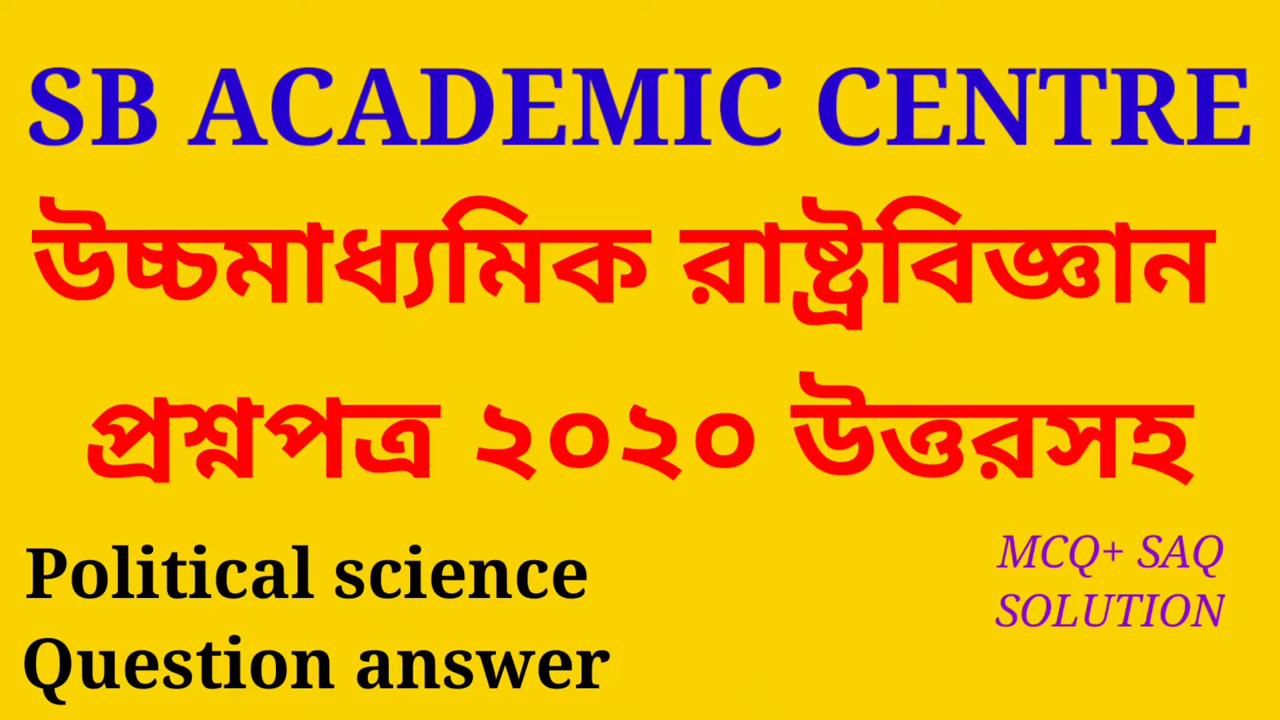 SB ACADEMIC CENTRE
উচ্চমাধ্যমিক রাষ্ট্রবিজ্ঞান
প্রশ্নপত্র ২০২০ উত্তরসহ
Political science
Question answer
MCQ+ SAQ
SOLUTION